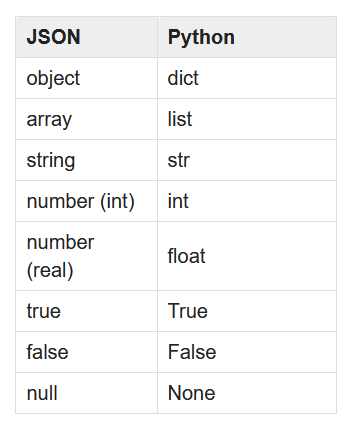 JSON Python
object dict
array list
string str
number (int) int
number
(real) float
true True
false False
null None